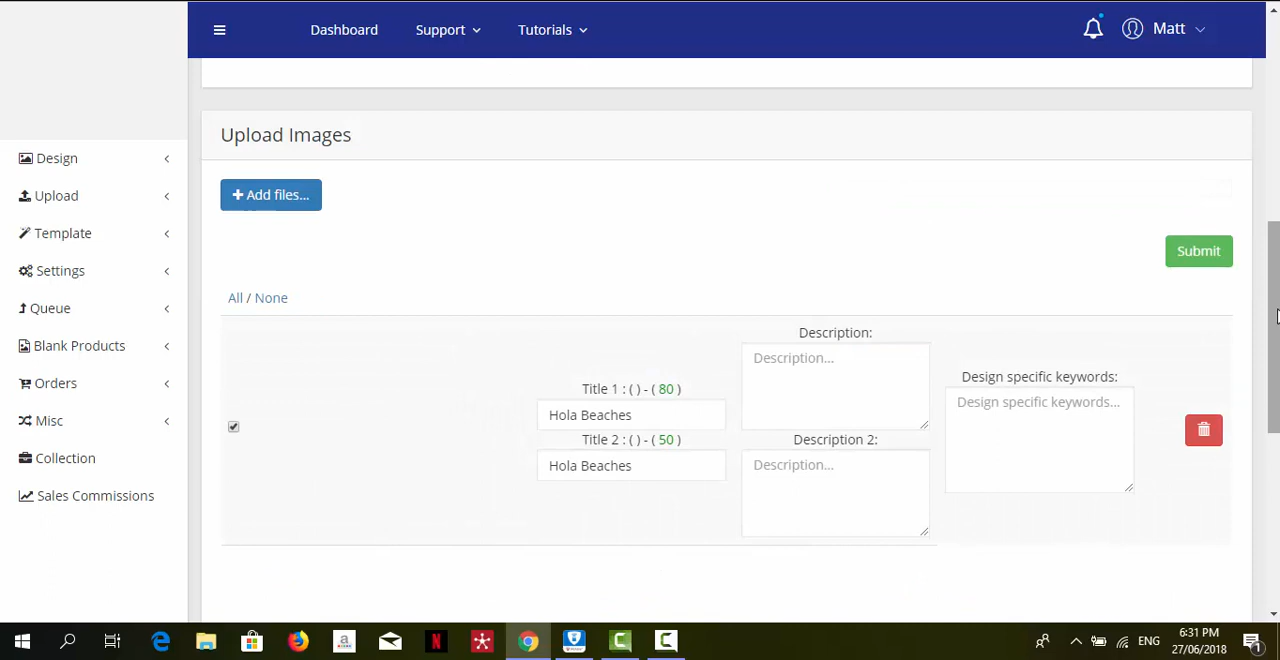 Dashboard Support Tutorials Matt
Upload Images
Design
Upload
Template
Settings
Queue
Blank Products
Orders
Misc
Collection
Sales Commissions
+ Add files...
Submit
All / None
Description:
Description...
Title 1 : ( ) - ( 80 )
Hola Beaches
Title 2 : ( ) - ( 50 )
Hola Beaches
Description 2:
Description...
Design specific keywords:
Design specific keywords...
ENG
6:31 PM
27/06/2018
1